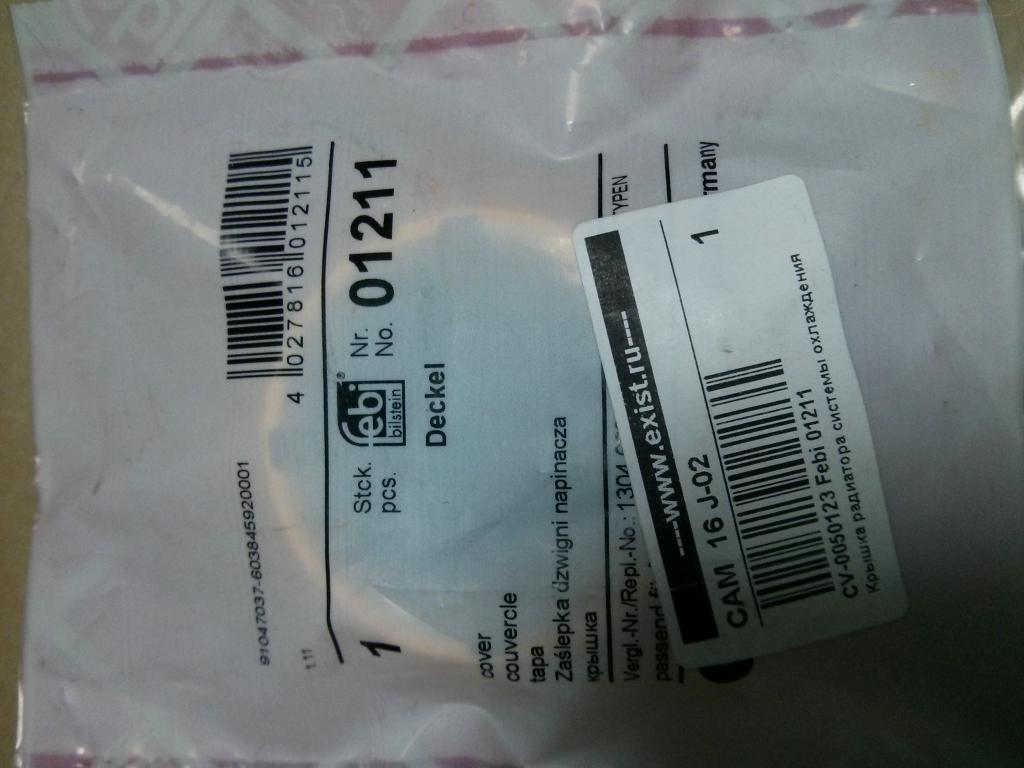 4 027816 012115
91047037-603845920001
1.11
1
Stck.
pcs.
febi®
bilstein
Nr.
No.
01211
Deckel
cover
couvercle
tapa
Zaślepka dzwigni napinacza
крышка
Vergl.-Nr./Repl.-No.: 1304
passend TYPEN
----www.exist.ru----
САМ 16 J-02
1
CV-0050123 Febi 01211
Крышка радиатора системы охлаждения